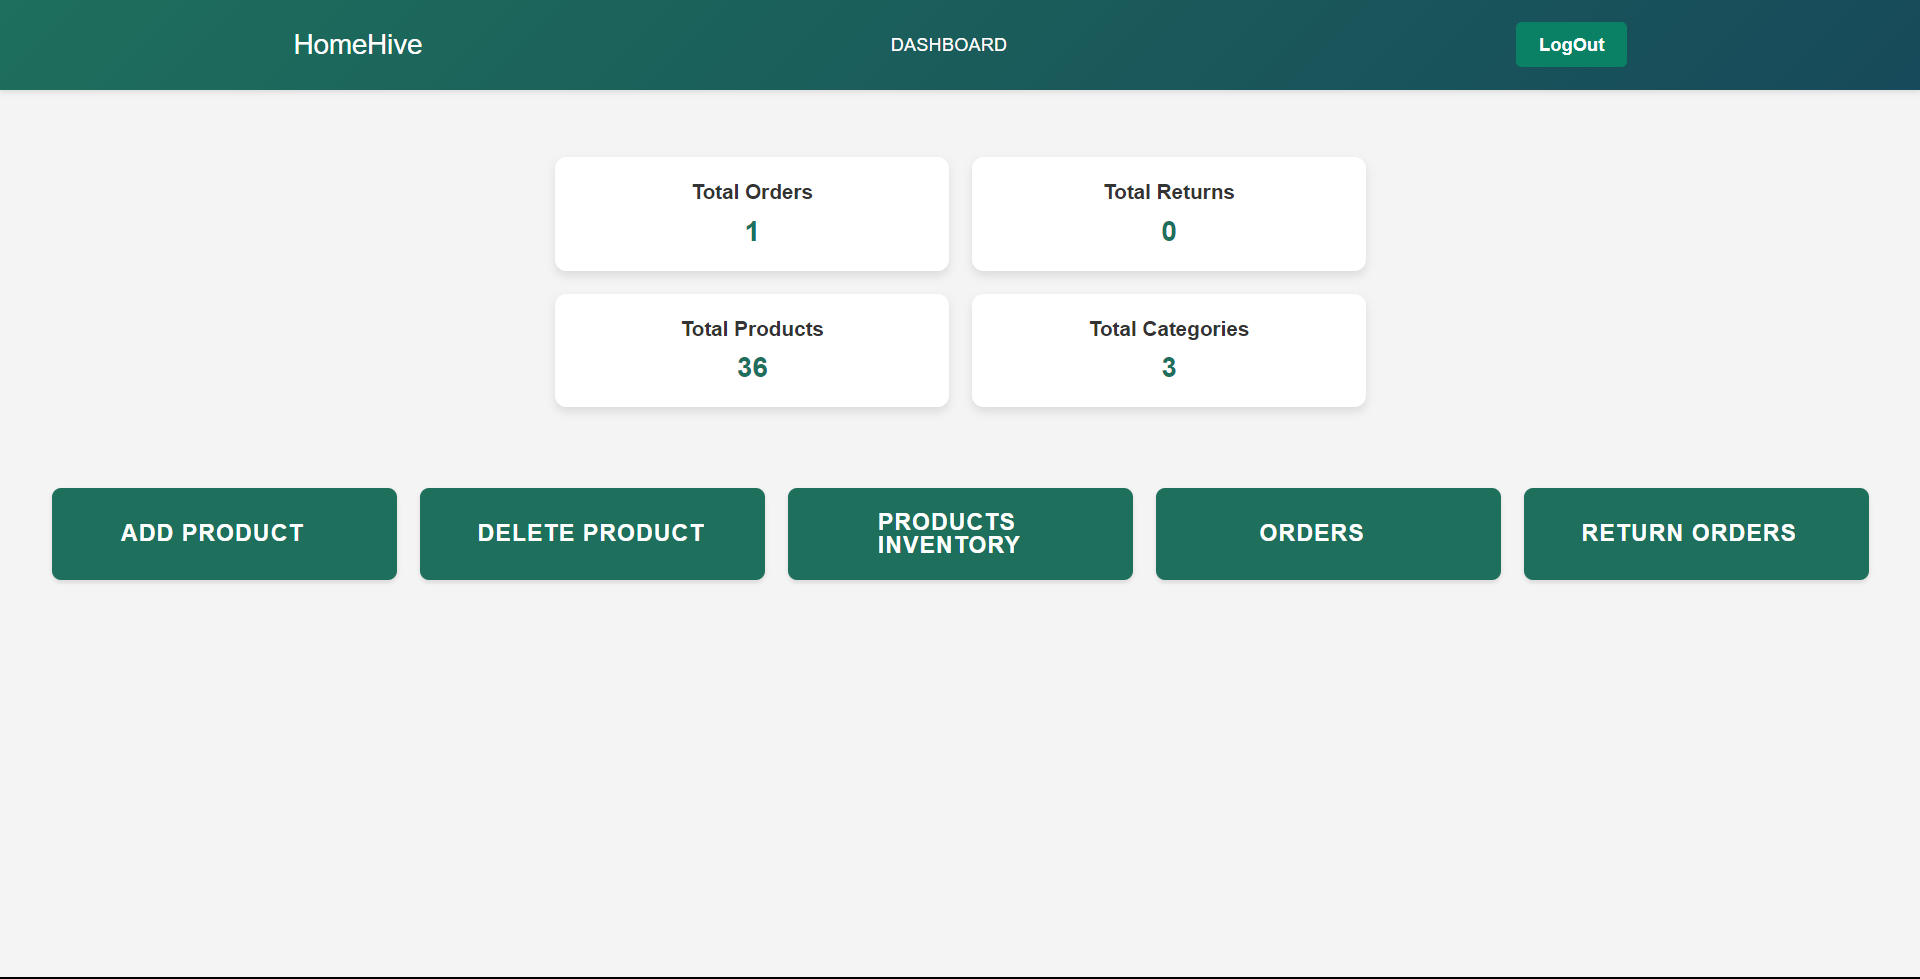 HomeHive
DASHBOARD
LogOut
Total Orders
1
Total Returns
0
Total Products
36
Total Categories
3
ADD PRODUCT
DELETE PRODUCT
PRODUCTS
INVENTORY
ORDERS
RETURN ORDERS